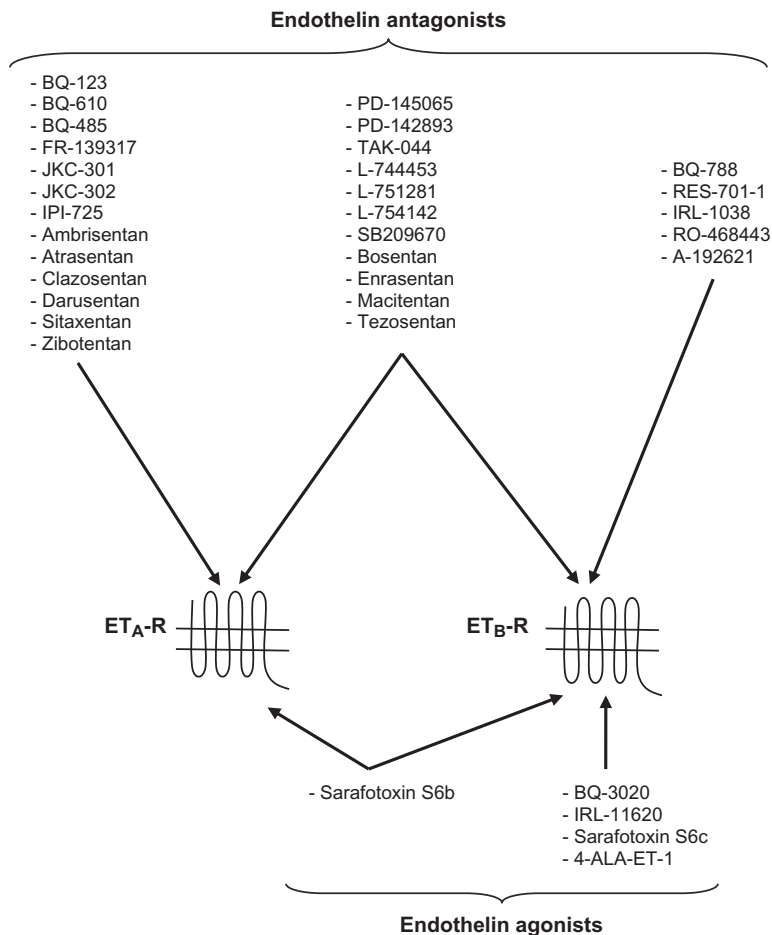 Endothelin antagonists
- BQ-123
- BQ-610
- BQ-485
- FR-139317
- JKC-301
- JKC-302
- IPI-725
- Ambrisentan
- Atrasentan
- Clazosentan
- Darusentan
- Sitaxentan
- Zibotentan
- PD-145065
- PD-142893
- TAK-044
- L-744453
- L-751281
- L-754142
- SB209670
- Bosentan
- Enrasentan
- Macitentan
- Tezosentan
- BQ-788
- RES-701-1
- IRL-1038
- RO-468443
- A-192621
ETA-R
ETB-R
- Sarafotoxin S6b
- BQ-3020
- IRL-11620
- Sarafotoxin S6c
- 4-ALA-ET-1
Endothelin agonists